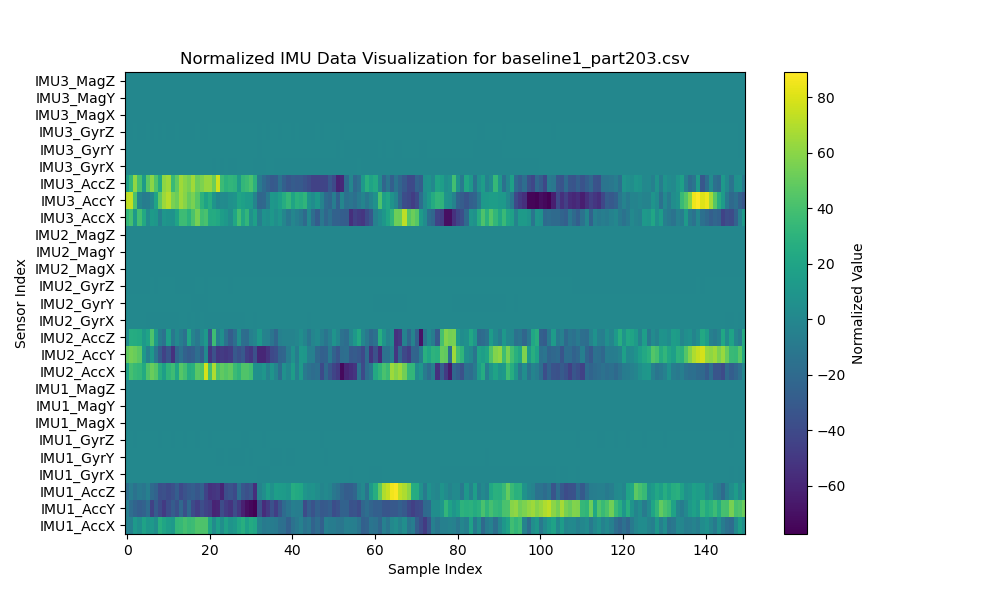 Normalized IMU Data Visualization for baseline1_part203.csv
IMU3_MagZ
IMU3_MagY
IMU3_MagX
IMU3_GyrZ
IMU3_GyrY
IMU3_GyrX
IMU3_AccZ
IMU3_AccY
IMU3_AccX
IMU2_MagZ
IMU2_MagY
IMU2_MagX
IMU2_GyrZ
IMU2_GyrY
IMU2_GyrX
IMU2_AccZ
IMU2_AccY
IMU2_AccX
IMU1_MagZ
IMU1_MagY
IMU1_MagX
IMU1_GyrZ
IMU1_GyrY
IMU1_GyrX
IMU1_AccZ
IMU1_AccY
IMU1_AccX
Sensor Index
0 20 40 60 80 100 120 140
Sample Index
80
60
40
20
0
−20
−40
−60
Normalized Value